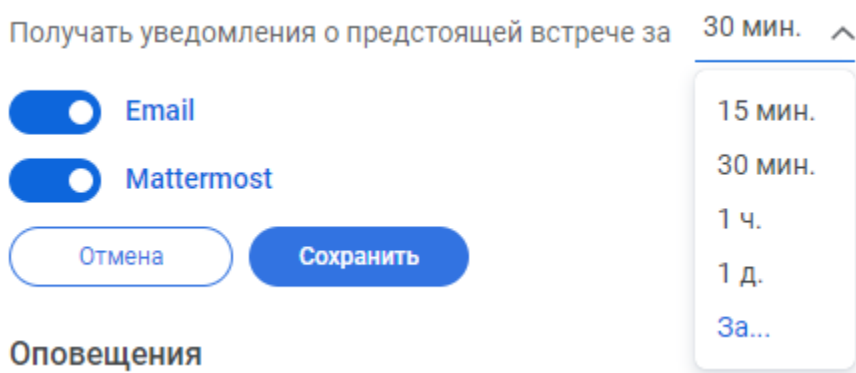 Получать уведомления о предстоящей встрече за 30 мин.
Email
Mattermost
Отмена Сохранить
Оповещения
15 мин.
30 мин.
1 ч.
1 д.
За...